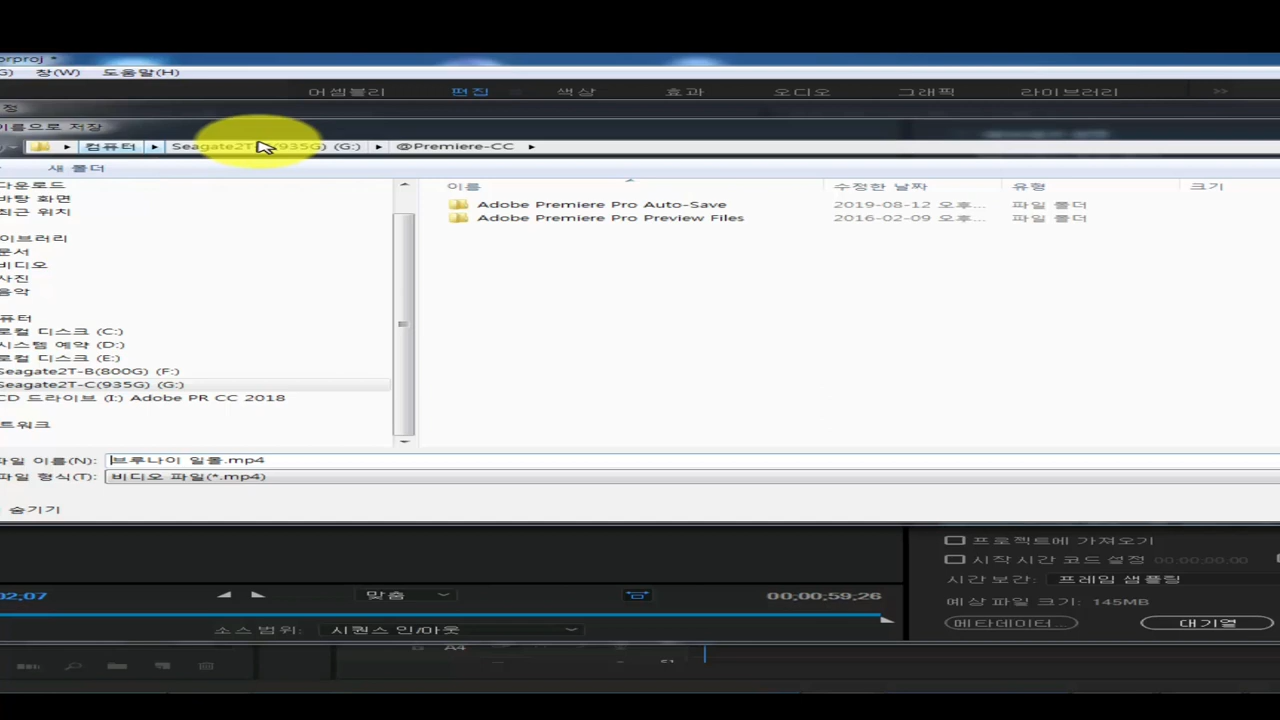 orproj *
G) 창(W) 도움말(H)
어셈블리 편집 색상 효과 오디오 그래픽 라이브러리 >>
정
이름으로 저장
컴퓨터 Seagate2T- (935G) (G:) @Premiere-CC
새 폴더
이름 수정한 날짜 유형 크기
다운로드
바탕 화면
최근 위치
이브러리
문서
비디오
사진
음악
퓨터
로컬 디스크 (C:)
시스템 예약 (D:)
로컬 디스크 (E:)
Seagate2T-B(800G) (F:)
Seagate2T-C(935G) (G:)
CD 드라이브 (I:) Adobe PR CC 2018
트워크
Adobe Premiere Pro Auto-Save 2019-08-12 오후... 파일 폴더
Adobe Premiere Pro Preview Files 2016-02-09 오후... 파일 폴더
파일 이름(N): 브루나이 일몰.mp4
파일 형식(T): 비디오 파일(*.mp4)
숨기기
프로젝트에 가져오기
시작 시간 코드 설정 00:00:00.00
시간 보간: 프레임 샘플링
예상 파일 크기: 145MB
메타데이터... 대기열
02;07 맞춤 00;00;59;26
소스 범위: 시퀀스 인/아웃
A4